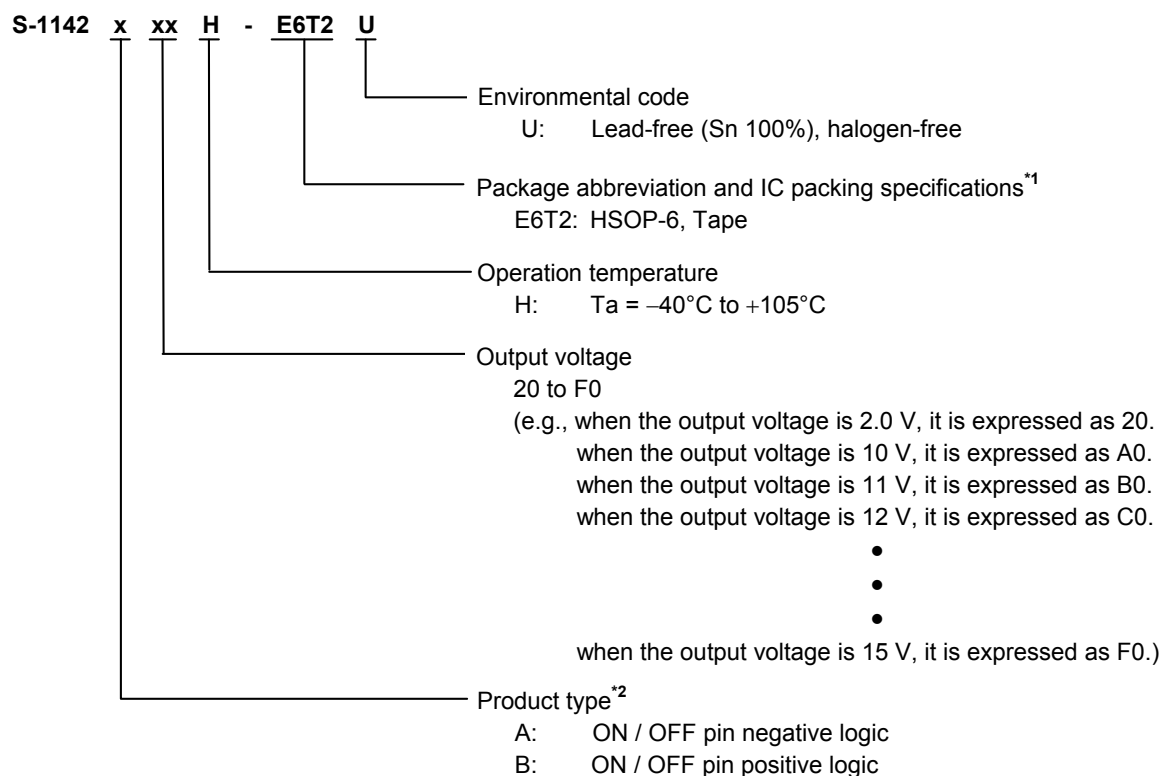 S-1142 x xx H - E6T2 U
Environmental code
U: Lead-free (Sn 100%), halogen-free
Package abbreviation and IC packing specifications*1
E6T2: HSOP-6, Tape
Operation temperature
H: Ta = −40°C to +105°C
Output voltage
20 to F0
(e.g., when the output voltage is 2.0 V, it is expressed as 20.
when the output voltage is 10 V, it is expressed as A0.
when the output voltage is 11 V, it is expressed as B0.
when the output voltage is 12 V, it is expressed as C0.
•
•
•
when the output voltage is 15 V, it is expressed as F0.)
Product type*2
A: ON / OFF pin negative logic
B: ON / OFF pin positive logic